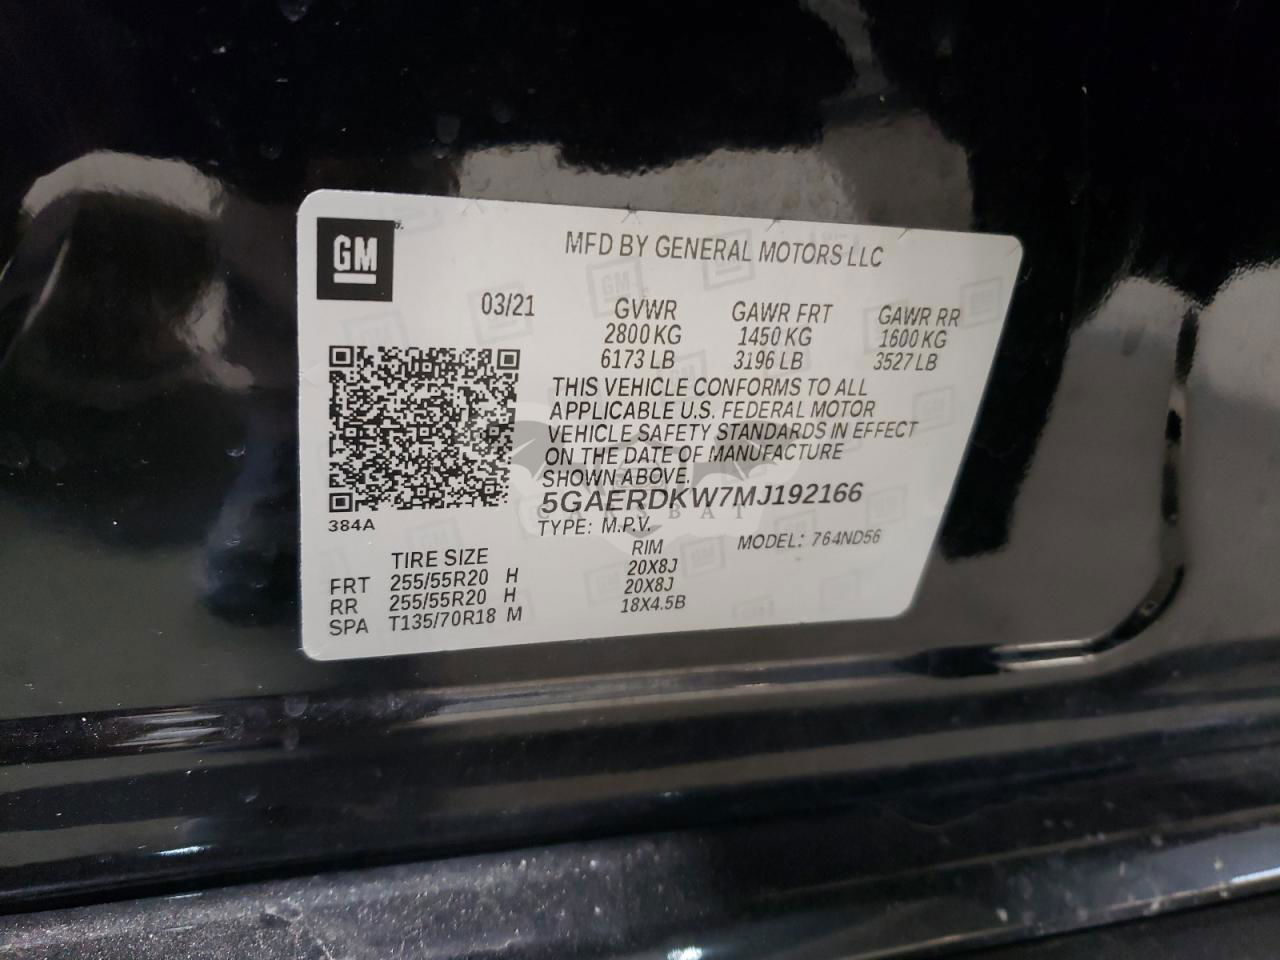 GM
MFD BY GENERAL MOTORS LLC
03/21 GVWR GAWR FRT GAWR RR
2800 KG 1450 KG 1600 KG
6173 LB 3196 LB 3527 LB
THIS VEHICLE CONFORMS TO ALL
APPLICABLE U.S. FEDERAL MOTOR
VEHICLE SAFETY STANDARDS IN EFFECT
ON THE DATE OF MANUFACTURE
SHOWN ABOVE.
5GAERDKW7MJ192166
CARSBAT
TYPE: M.P.V. MODEL: 764ND56
384A
TIRE SIZE RIM
FRT 255/55R20 H 20X8J
RR 255/55R20 H 20X8J
SPA T135/70R18 M 18X4.5B